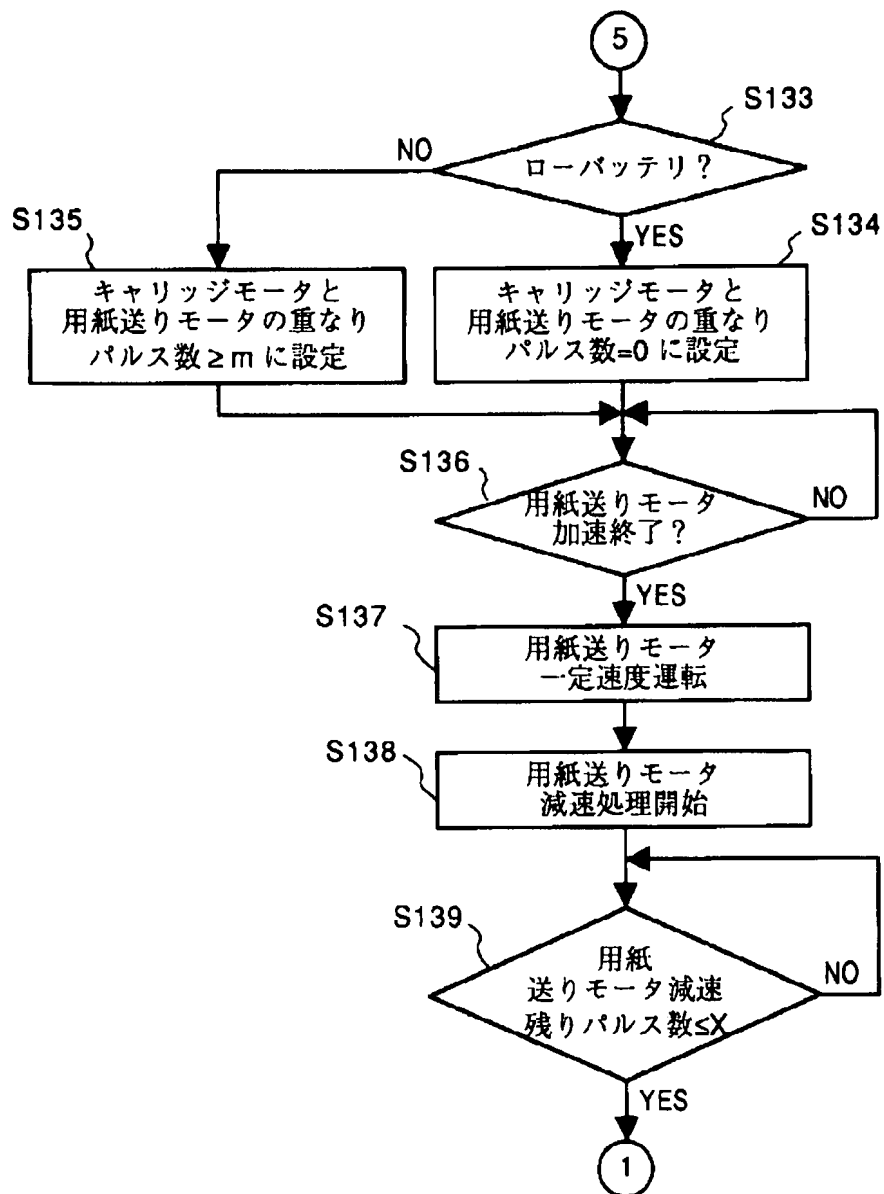 5
S133
ローバッテリ?
NO
YES
S135
キャリッジモータと
用紙送りモータの重なり
パルス数≥mに設定
S134
キャリッジモータと
用紙送りモータの重なり
パルス数=0に設定
S136
用紙送りモータ
加速終了?
NO
YES
S137
用紙送りモータ
一定速度運転
S138
用紙送りモータ
減速処理開始
S139
用紙
送りモータ減速
残りパルス数≤X
NO
YES
1